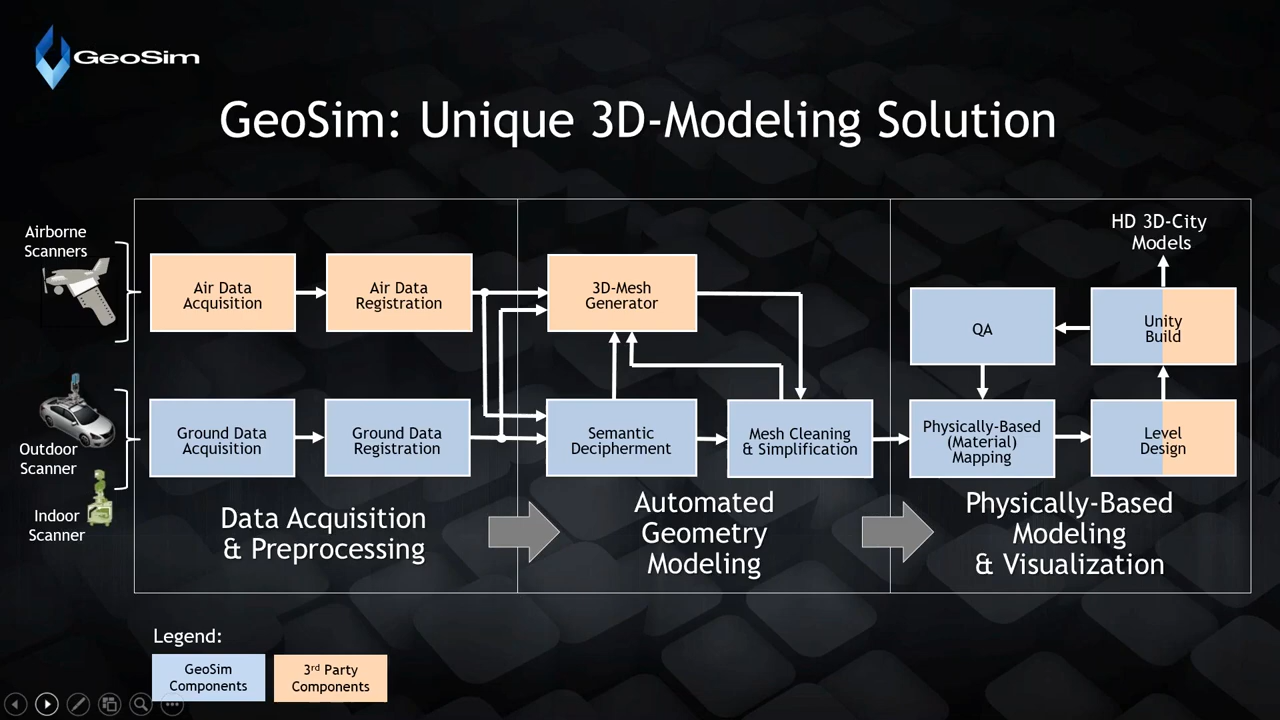 GeoSim
GeoSim: Unique 3D-Modeling Solution
Airborne
Scanners
Outdoor
Scanner
Indoor
Scanner
Air Data
Acquisition
Air Data
Registration
Ground Data
Acquisition
Ground Data
Registration
Data Acquisition
& Preprocessing
3D-Mesh
Generator
Semantic
Decipherment
Mesh Cleaning
& Simplification
Automated
Geometry
Modeling
HD 3D-City
Models
QA
Unity
Build
Physically-Based
(Material)
Mapping
Level
Design
Physically-Based
Modeling
& Visualization
Legend:
GeoSim
Components
3rd Party
Components